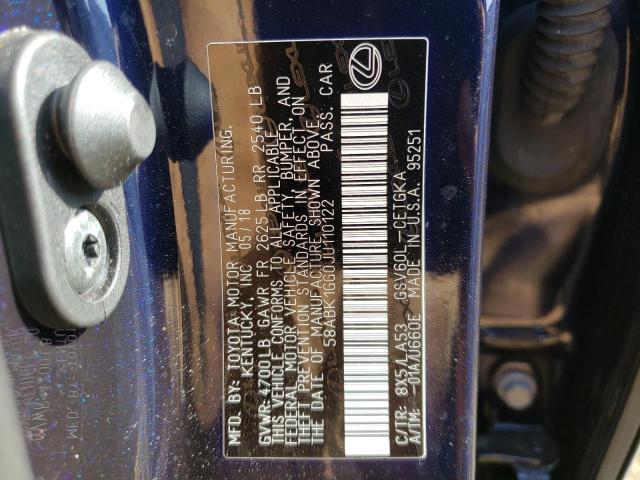 MFD. BY: TOYOTA MOTOR MANUFACTURING,
KENTUCKY, INC 05/18
GVWR 4700LB GAWR FR 2625LB RR 2540 LB
THIS VEHICLE CONFORMS TO ALL APPLICABLE
FEDERAL MOTOR VEHICLE SAFETY, BUMPER, AND
THEFT PREVENTION STANDARDS IN EFFECT ON
THE DATE OF MANUFACTURE SHOWN ABOVE.
58ABK1GG0JU110122 PASS. CAR
C/TR: 8X5/LA53 GSV60L-CETGKA
A/TM: -01A/U660E MADE IN U.S.A. 95251